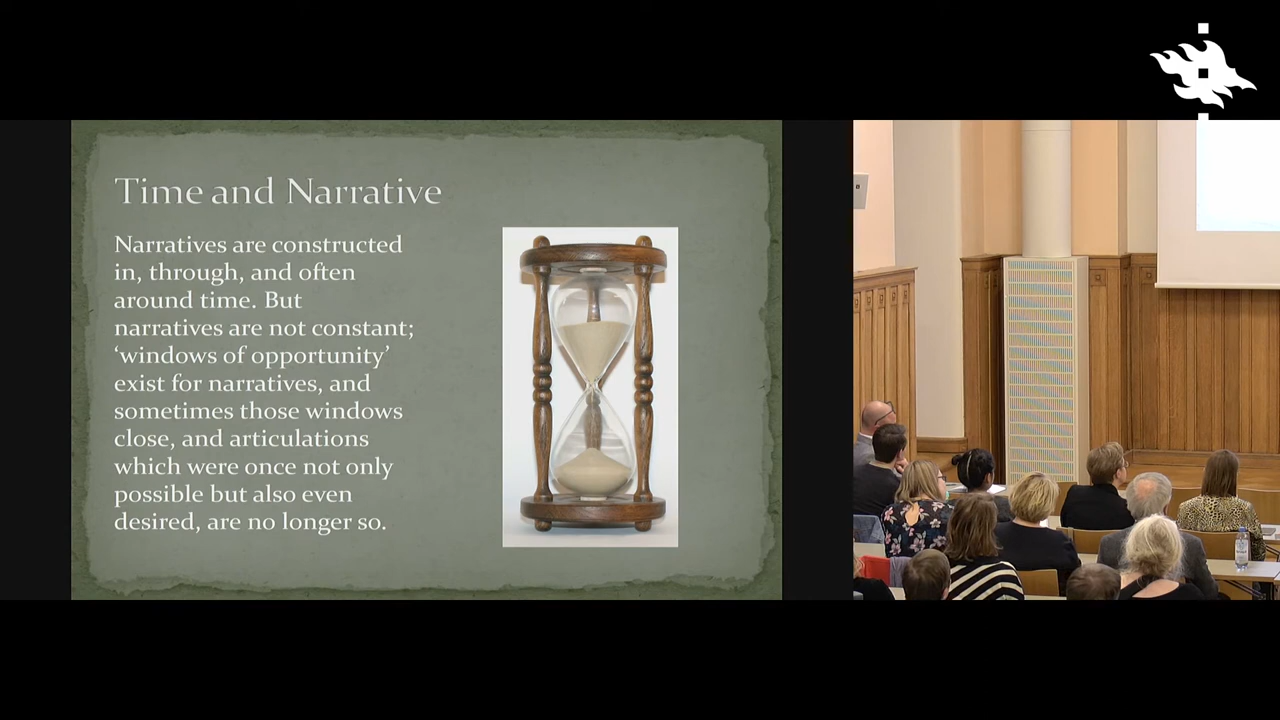 Time and Narrative
Narratives are constructed
in, through, and often
around time. But
narratives are not constant;
‘windows of opportunity’
exist for narratives, and
sometimes those windows
close, and articulations
which were once not only
possible but also even
desired, are no longer so.